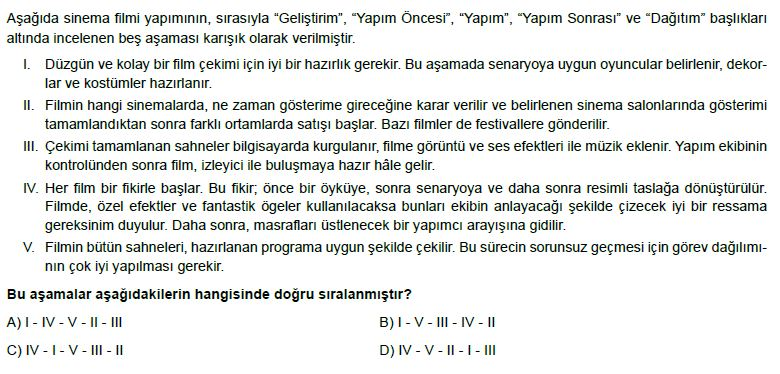 Aşağıda sinema filmi yapımının, sırasıyla “Geliştirim”, “Yapım Öncesi”, “Yapım”, “Yapım Sonrası” ve “Dağıtım” başlıkları
altında incelenen beş aşaması karışık olarak verilmiştir.
I. Düzgün ve kolay bir film çekimi için iyi bir hazırlık gerekir. Bu aşamada senaryoya uygun oyuncular belirlenir, dekor-
lar ve kostümler hazırlanır.
II. Filmin hangi sinemalarda, ne zaman gösterime gireceğine karar verilir ve belirlenen sinema salonlarında gösterimi
tamamlandıktan sonra farklı ortamlarda satışı başlar. Bazı filmler de festivallere gönderilir.
III. Çekimi tamamlanan sahneler bilgisayarda kurgulanır, filme görüntü ve ses efektleri ile müzik eklenir. Yapım ekibinin
kontrolünden sonra film, izleyici ile buluşmaya hazır hâle gelir.
IV. Her film bir fikirle başlar. Bu fikir; önce bir öyküye, sonra senaryoya ve daha sonra resimli taslağa dönüştürülür.
Filmde, özel efektler ve fantastik ögeler kullanılacaksa bunları ekibin anlayacağı şekilde çizecek iyi bir ressama
gereksinim duyulur. Daha sonra, masrafları üstlenecek bir yapımcı arayışına gidilir.
V. Filmin bütün sahneleri, hazırlanan programa uygun şekilde çekilir. Bu sürecin sorunsuz geçmesi için görev dağılımı-
nın çok iyi yapılması gerekir.
Bu aşamalar aşağıdakilerin hangisinde doğru sıralanmıştır?
A) I - IV - V - II - III
B) I - V - III - IV - II
C) IV - I - V - III - II
D) IV - V - II - I - III